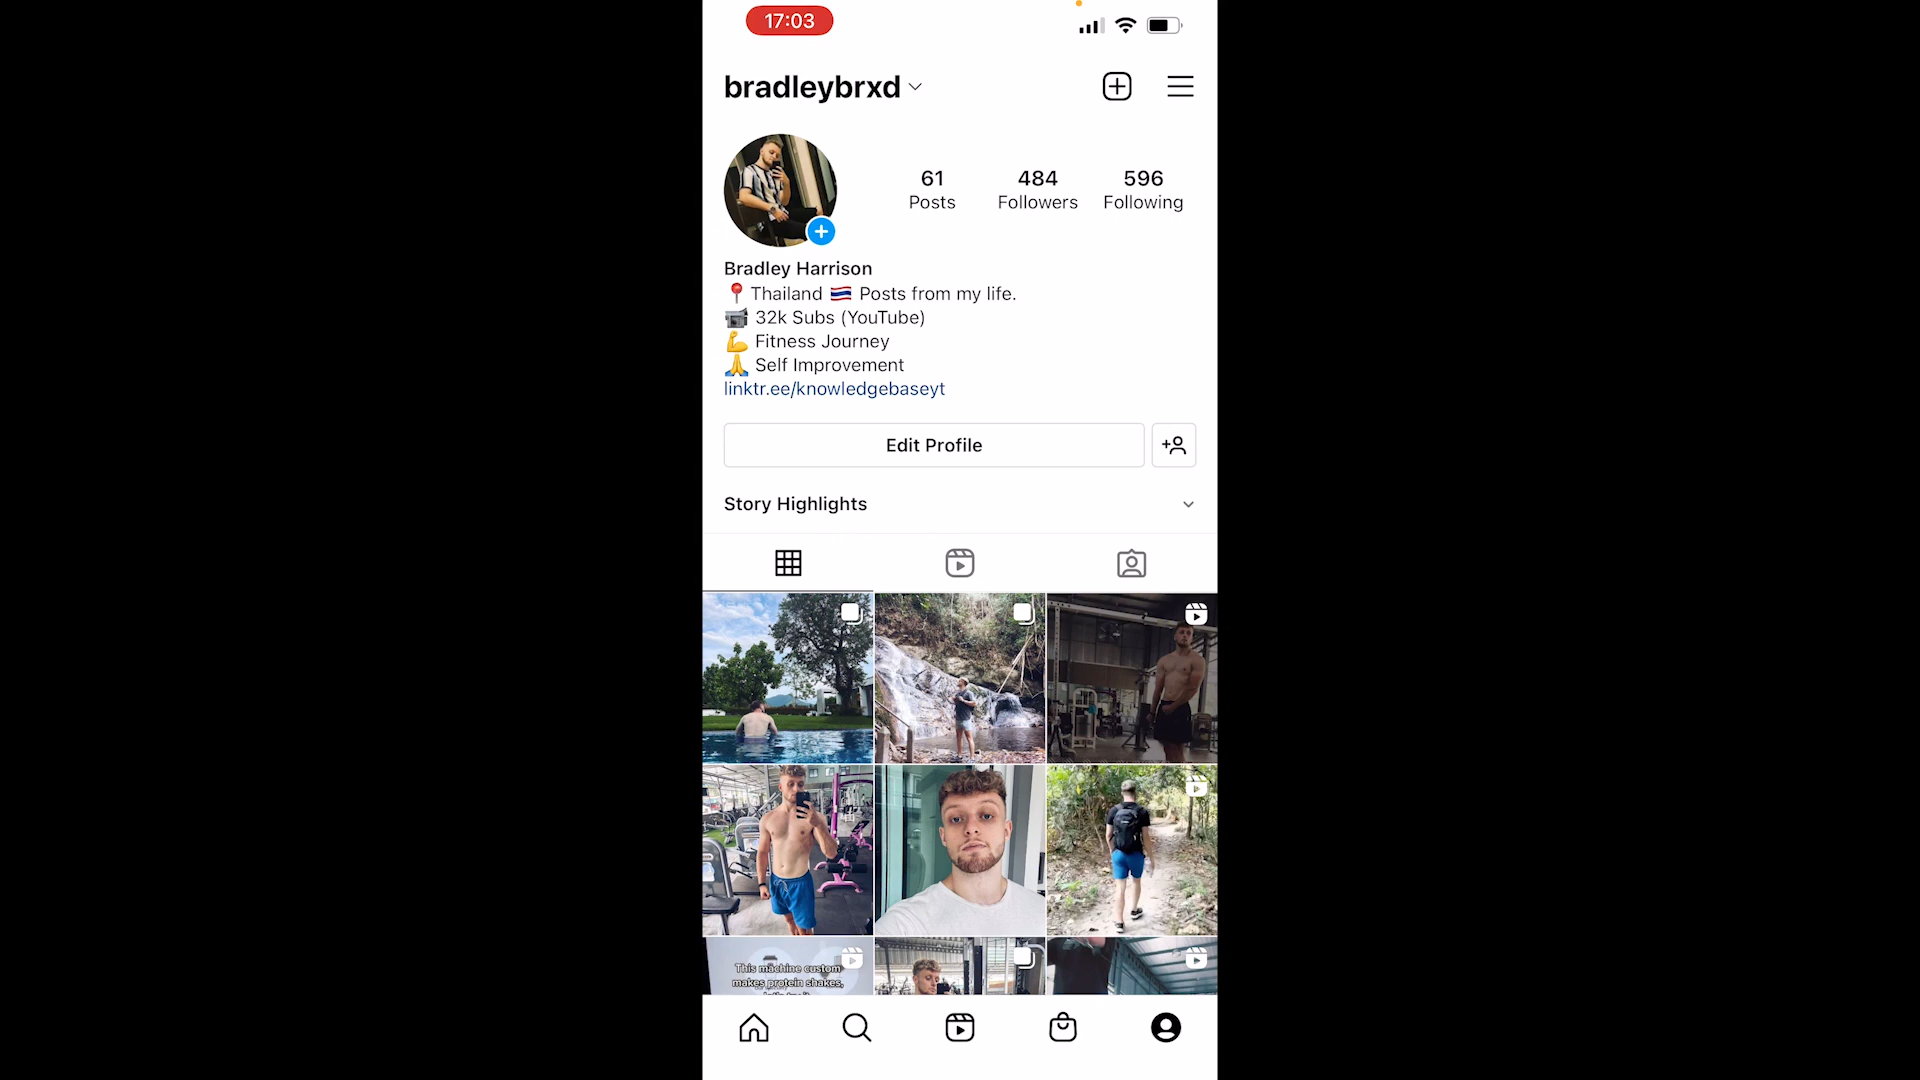 17:03
bradleybrxd
61 484 596
Posts Followers Following
Bradley Harrison
📍Thailand 🇹🇭 Posts from my life.
📹 32k Subs (YouTube)
💪 Fitness Journey
🙏 Self Improvement
linktr.ee/knowledgebaseyt
Edit Profile
Story Highlights
This machine custom
makes protein shakes,